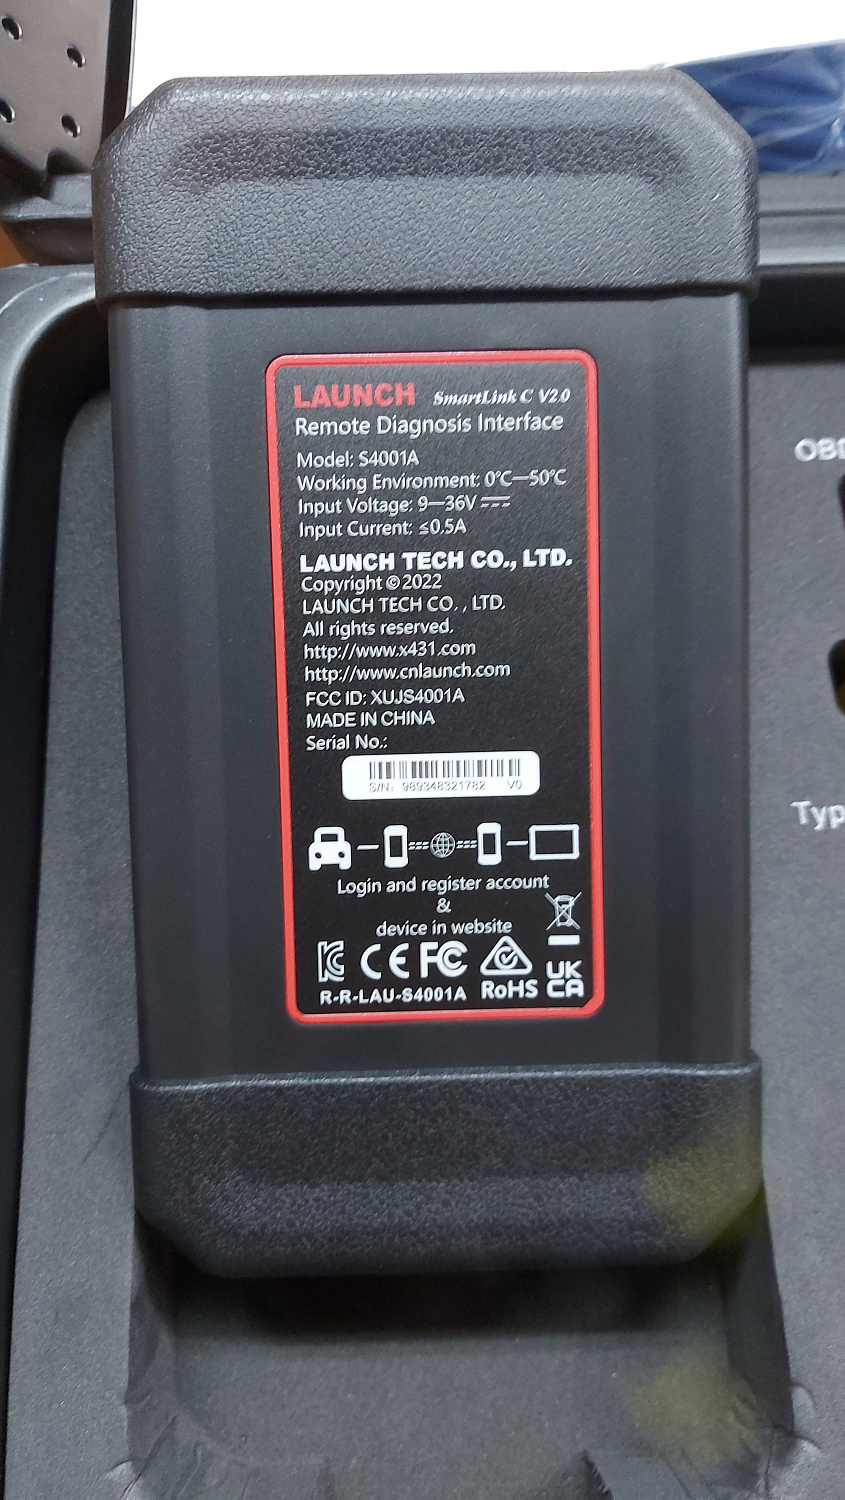 LAUNCH SmartLink C V2.0
Remote Diagnosis Interface
Model: S4001A
Working Environment: 0℃—50℃
Input Voltage: 9—36V
Input Current: ≤0.5A
LAUNCH TECH CO., LTD.
Copyright ©2022
LAUNCH TECH CO. , LTD.
All rights reserved.
http://www.x431.com
http://www.cnlaunch.com
FCC ID: XUJS4001A
MADE IN CHINA
Serial No.:
S/N: 989348321782 V0
Login and register account
&
device in website
KC CE FC RoHS UK CA
R-R-LAU-S4001A
OBD
Typ